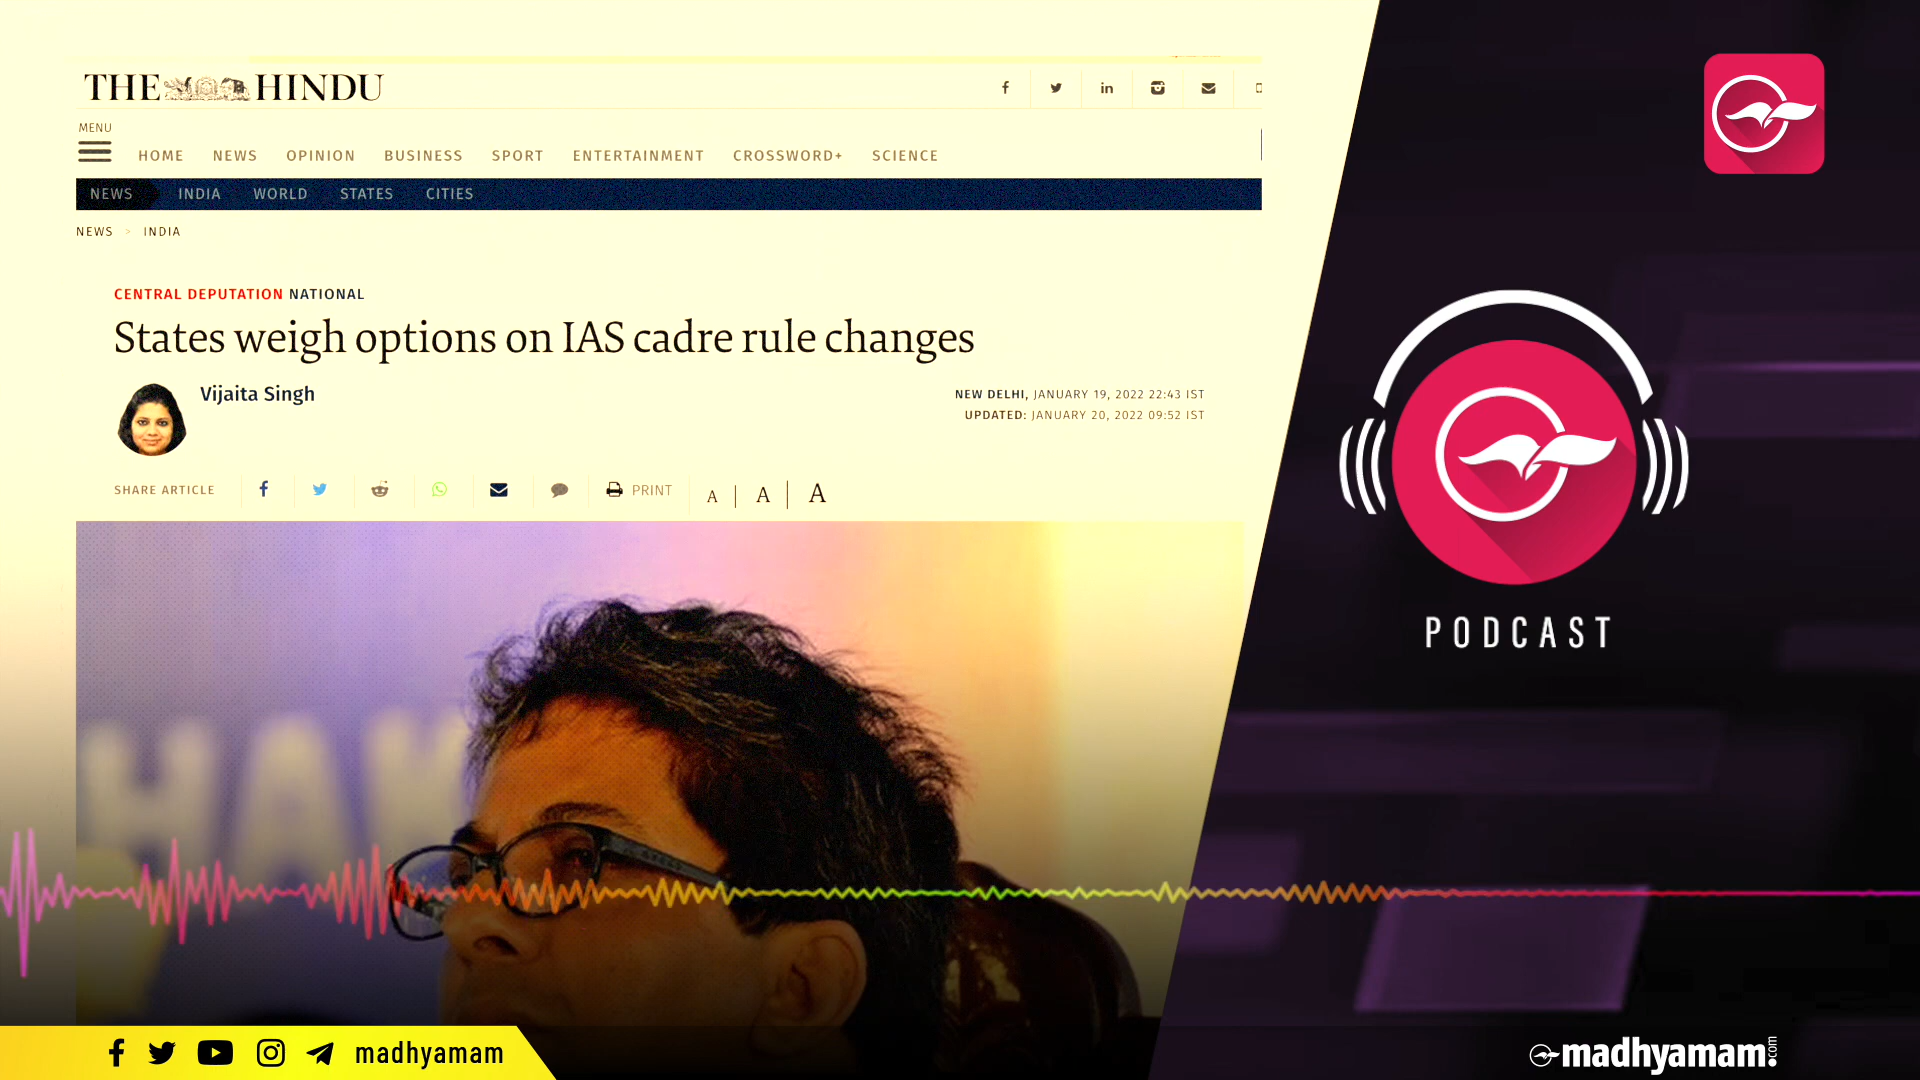 THE HINDU
MENU
HOME NEWS OPINION BUSINESS SPORT ENTERTAINMENT CROSSWORD+ SCIENCE
NEWS INDIA WORLD STATES CITIES
NEWS > INDIA
CENTRAL DEPUTATION NATIONAL
States weigh options on IAS cadre rule changes
Vijaita Singh
NEW DELHI, JANUARY 19, 2022 22:43 IST
UPDATED: JANUARY 20, 2022 09:52 IST
SHARE ARTICLE PRINT A | A | A
PODCAST
HAW
madhyamam
madhyamam.com